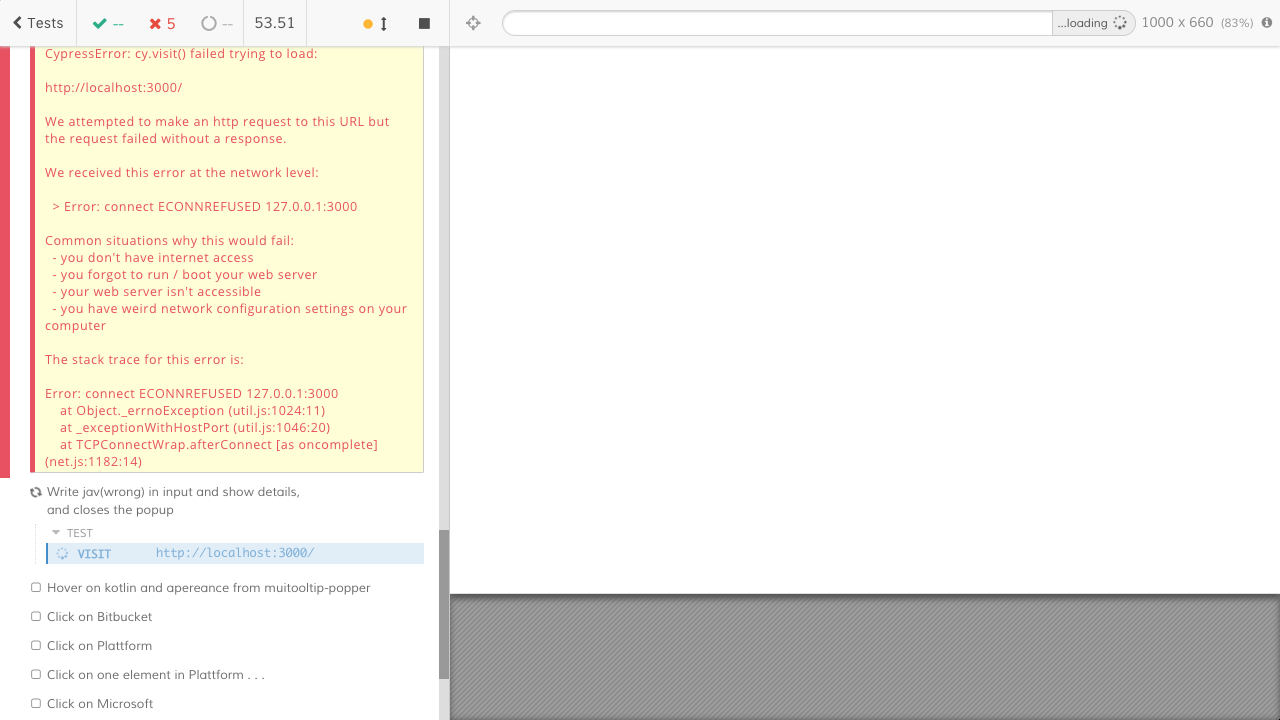 Tests -- 5 -- 53.51 ...loading 1000 x 660 (83%)
CypressError: cy.visit() failed trying to load:
http://localhost:3000/
We attempted to make an http request to this URL but
the request failed without a response.
We received this error at the network level:
> Error: connect ECONNREFUSED 127.0.0.1:3000
Common situations why this would fail:
- you don't have internet access
- you forgot to run / boot your web server
- your web server isn't accessible
- you have weird network configuration settings on your
computer
The stack trace for this error is:
Error: connect ECONNREFUSED 127.0.0.1:3000
at Object._errnoException (util.js:1024:11)
at _exceptionWithHostPort (util.js:1046:20)
at TCPConnectWrap.afterConnect [as oncomplete]
(net.js:1182:14)
Write jav(wrong) in input and show details,
and closes the popup
TEST
VISIT http://localhost:3000/
Hover on kotlin and apereance from muitooltip-popper
Click on Bitbucket
Click on Plattform
Click on one element in Plattform . . .
Click on Microsoft